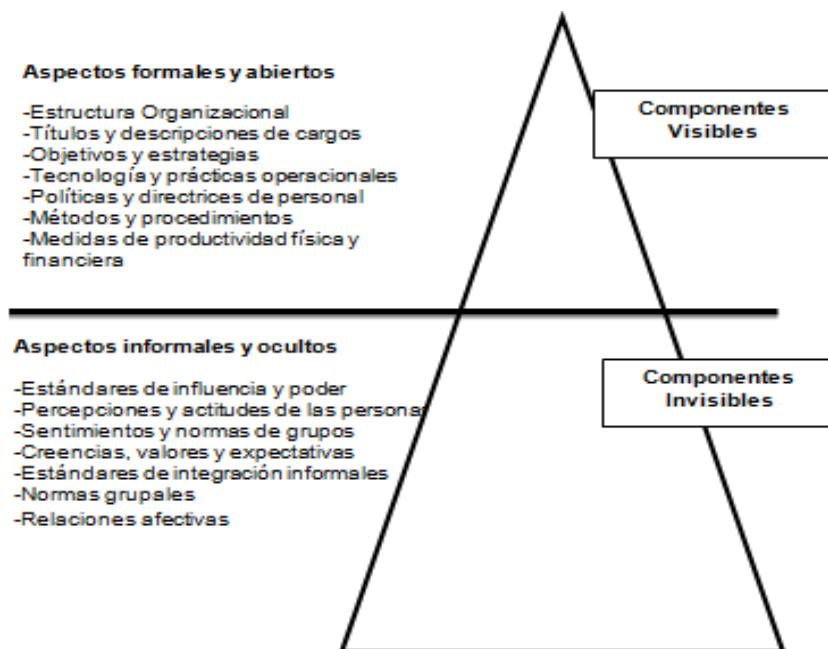 Aspectos formales y abiertos
-Estructura Organizacional
-Títulos y descripciones de cargos
-Objetivos y estrategias
-Tecnología y prácticas operacionales
-Políticas y directrices de personal
-Métodos y procedimientos
-Medidas de productividad física y
financiera
Componentes
Visibles
Aspectos informales y ocultos
-Estándares de influencia y poder
-Percepciones y actitudes de las personas
-Sentimientos y normas de grupos
-Creencias, valores y expectativas
-Estándares de integración informales
-Normas grupales
-Relaciones afectivas
Componentes
Invisibles